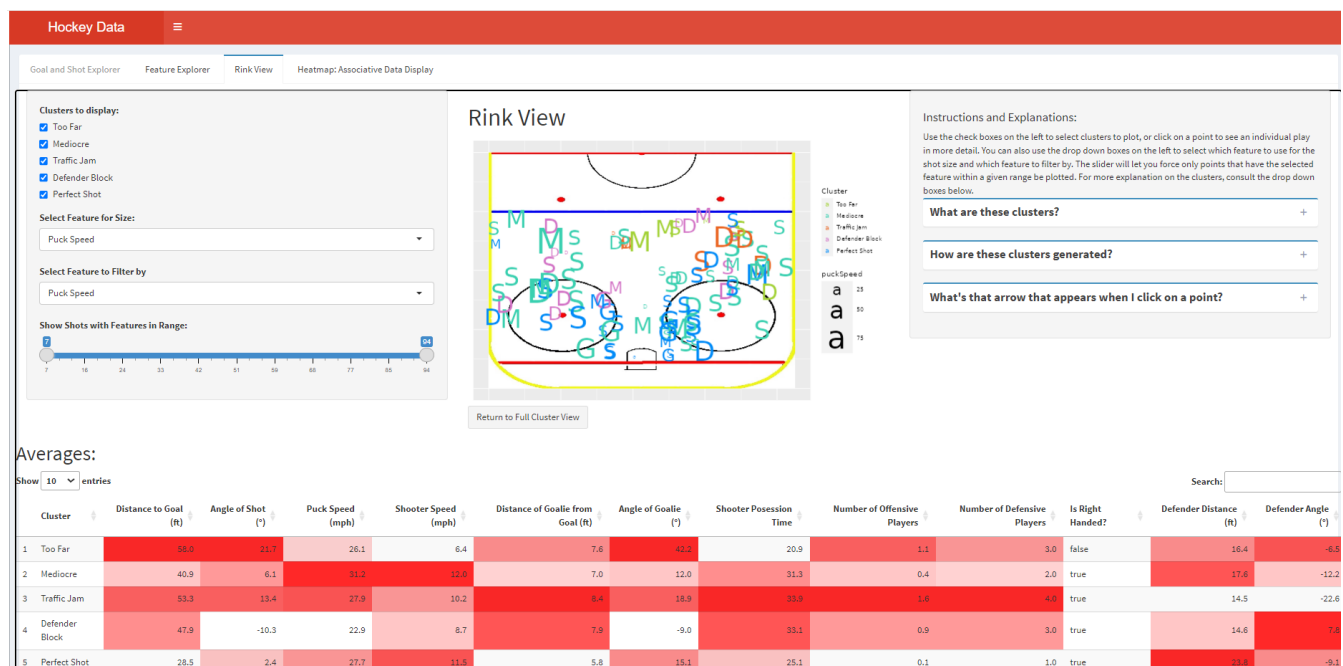 Hockey Data
Goal and Shot Explorer Feature Explorer Rink View Heatmap: Associative Data Display
Clusters to display:
Too Far
Mediocre
Traffic Jam
Defender Block
Perfect Shot
Select Feature for Size:
Puck Speed
Select Feature to Filter by
Puck Speed
Show Shots with Features in Range:
7 94
7 16 24 33 42 51 59 68 77 85 94
Rink View
Cluster
Too Far
Mediocre
Traffic Jam
Defender Block
Perfect Shot
puckSpeed
a 25
a 50
a 75
Return to Full Cluster View
Instructions and Explanations:
Use the check boxes on the left to select clusters to plot, or click on a point to see an individual play
in more detail. You can also use the drop down boxes on the left to select which feature to use for the
shot size and which feature to filter by. The slider will let you force only points that have the selected
feature within a given range be plotted. For more explanation on the clusters, consult the drop down
boxes below.
What are these clusters? +
How are these clusters generated? +
What's that arrow that appears when I click on a point? +
Averages:
Show 10 entries
Search:
Cluster Distance to Goal (ft) Angle of Shot (°) Puck Speed (mph) Shooter Speed (mph) Distance of Goalie from Goal (ft) Angle of Goalie (°) Shooter Posession Time Number of Offensive Players Number of Defensive Players Is Right Handed? Defender Distance (ft) Defender Angle (°)
1 Too Far 58.0 21.7 26.1 6.4 7.6 42.2 20.9 1.1 3.0 false 16.4 -6.5
2 Mediocre 40.9 6.1 31.2 12.0 7.0 12.0 31.3 0.4 2.0 true 17.6 -12.2
3 Traffic Jam 53.3 13.4 27.9 10.2 8.4 18.9 33.9 1.6 4.0 true 14.5 -22.6
4 Defender Block 47.9 -10.3 22.9 8.7 7.9 -9.0 33.1 0.9 3.0 true 14.6 7.8
5 Perfect Shot 28.5 2.4 27.7 11.5 5.8 15.1 25.1 0.1 1.0 true 23.8 -9.1